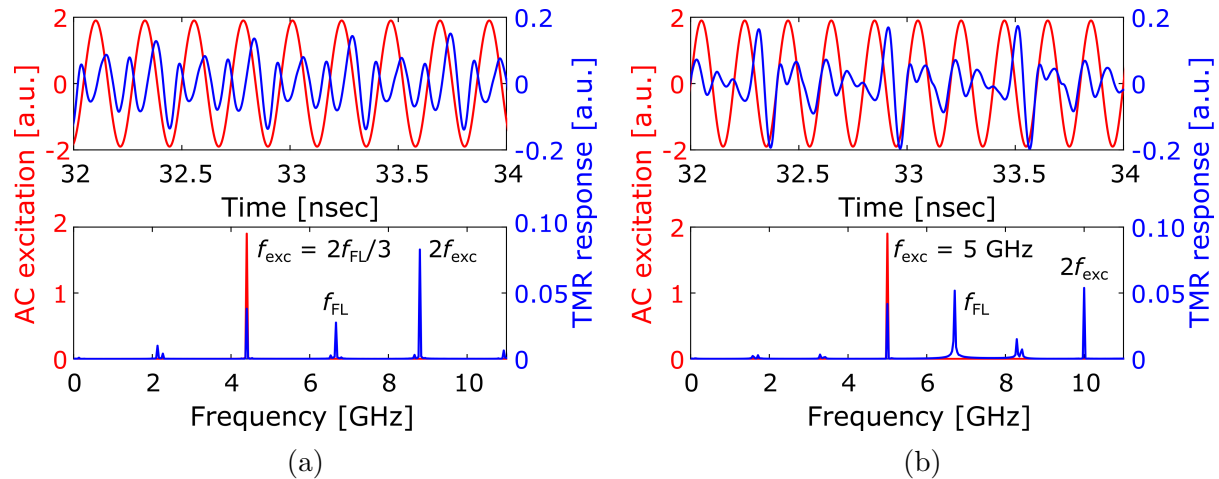 AC excitation [a.u.]
2
0
-2
0.2
0
-0.2
TMR response [a.u.]
32 32.5 33 33.5 34
Time [nsec]
AC excitation
2
1
0
f_exc = 2f_FL/3
f_FL
2f_exc
0.10
0.05
0
TMR response [a.u.]
0 2 4 6 8 10
Frequency [GHz]
(a)
AC excitation [a.u.]
2
0
-2
0.2
0
-0.2
TMR response [a.u.]
32 32.5 33 33.5 34
Time [nsec]
AC excitation
2
1
0
f_exc = 5 GHz
f_FL
2f_exc
0.10
0.05
0
TMR response [a.u.]
0 2 4 6 8 10
Frequency [GHz]
(b)